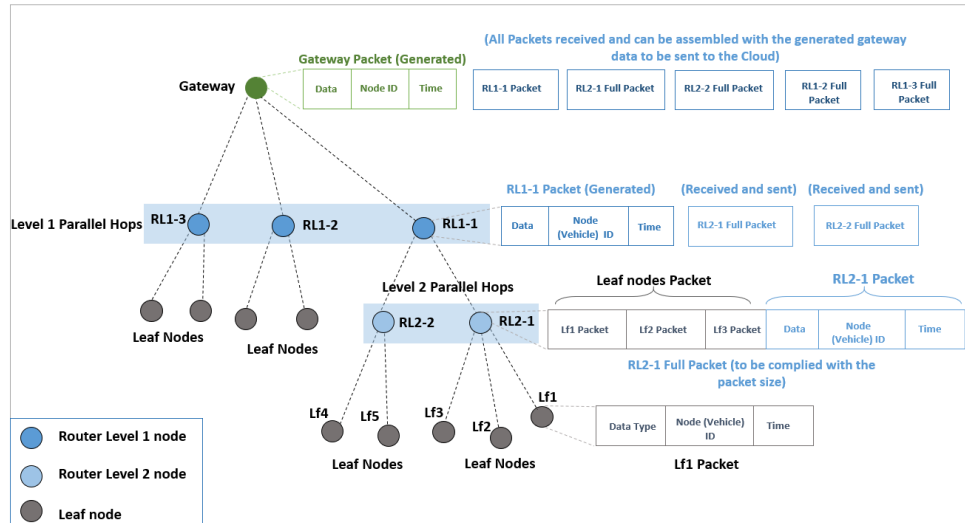 (All Packets received and can be assembled with the generated gateway
data to be sent to the Cloud)
Gateway Packet (Generated)
Gateway
Data
Node ID
Time
RL1-1 Packet
RL2-1 Full Packet
RL2-2 Full Packet
RL1-2 Full
Packet
RL1-3 Full
Packet
RL1-1 Packet (Generated)
(Received and sent)
(Received and sent)
Level 1 Parallel Hops
RL1-3
RL1-2
RL1-1
Data
Node
(Vehicle) ID
Time
RL2-1 Full Packet
RL2-2 Full Packet
Level 2 Parallel Hops
Leaf nodes Packet
RL2-1 Packet
Leaf Nodes
Leaf Nodes
RL2-2
RL2-1
Lf1 Packet
Lf2 Packet
Lf3 Packet
Data
Node
(Vehicle) ID
Time
RL2-1 Full Packet (to be complied with the
packet size)
Lf4
Lf5
Lf3
Lf2
Lf1
Data Type
Node (Vehicle)
ID
Time
Leaf Nodes
Leaf Nodes
Lf1 Packet
Router Level 1 node
Router Level 2 node
Leaf node